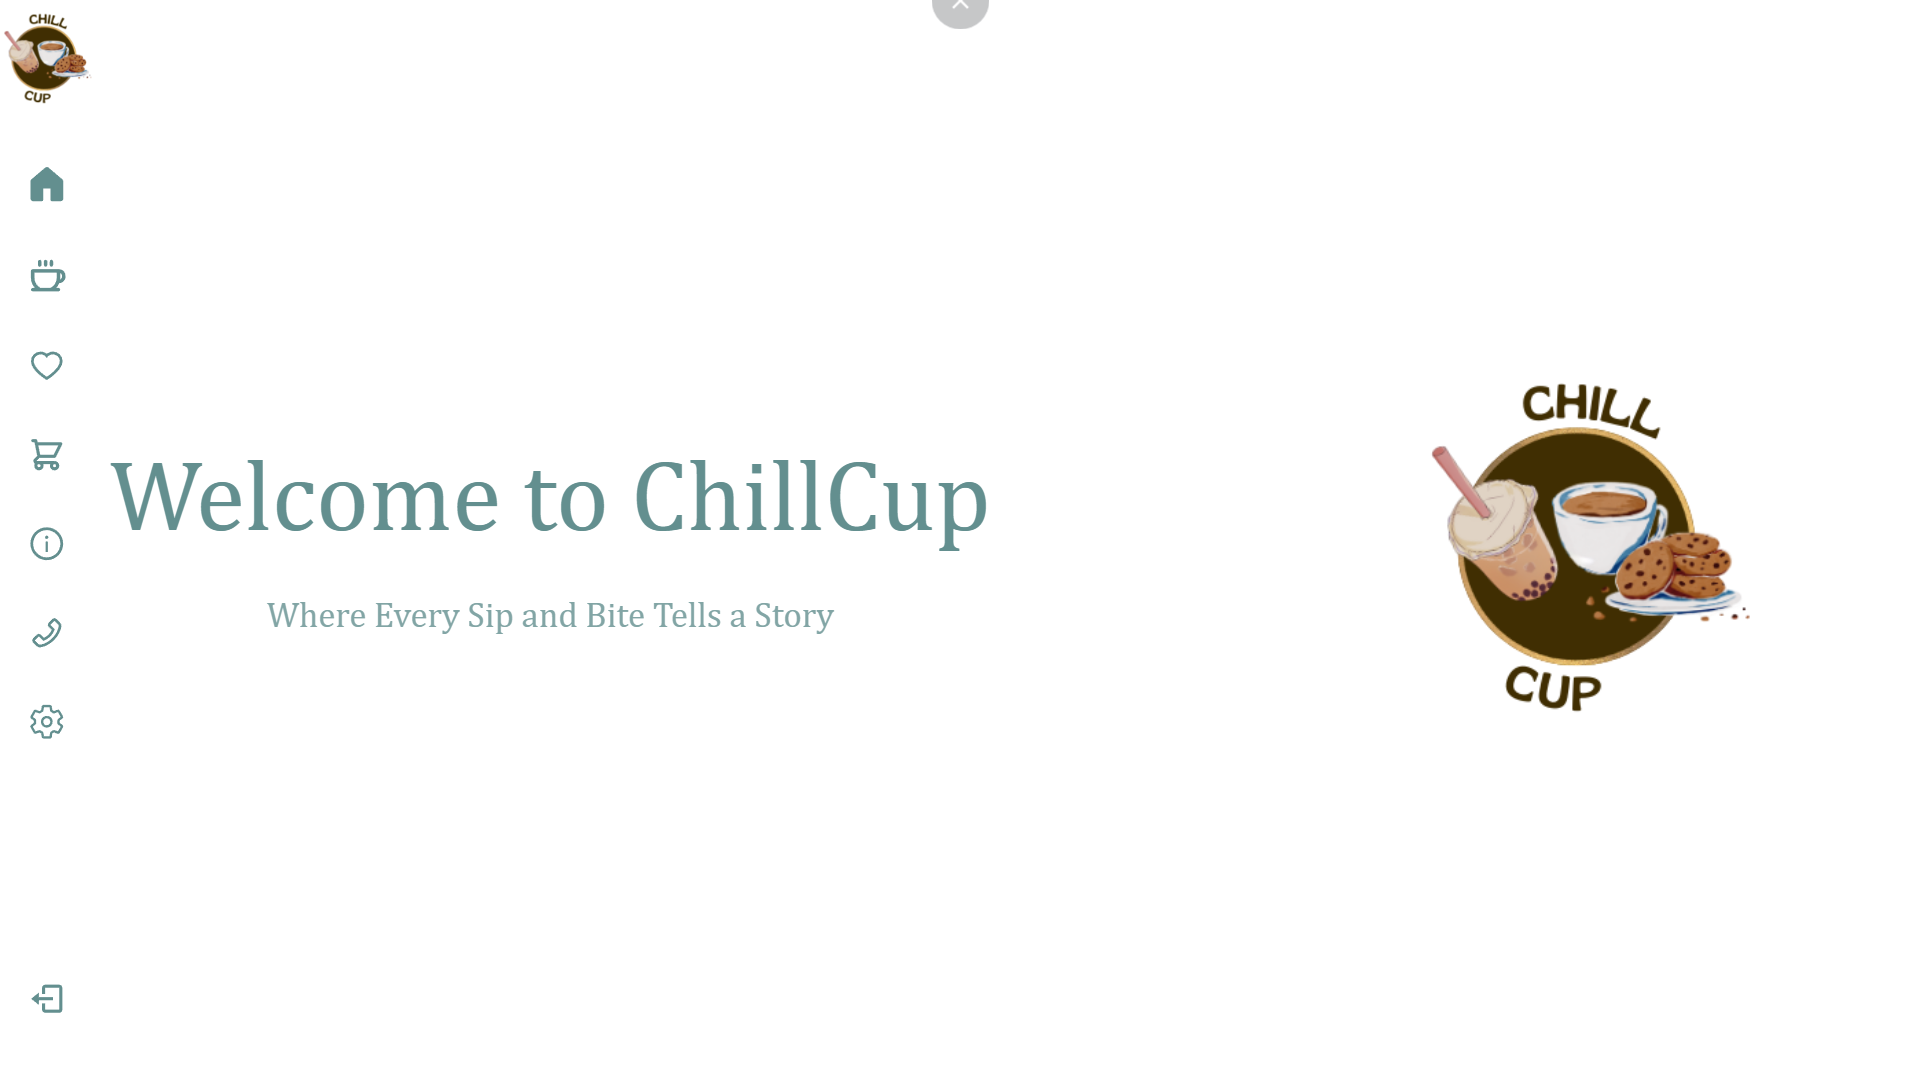 CHILL
CUP
Welcome to ChillCup
Where Every Sip and Bite Tells a Story
CHILL
CUP